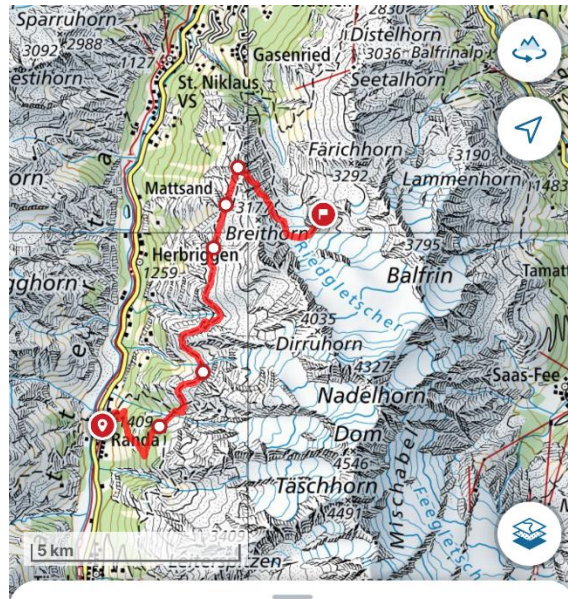 Sparruhorn
2830
3092
2988
Distelhorn
Gasenried
3036
Balfrinalp
1127
Seetalhorn
St. Niklaus
VS
Färichhorn
3190
3292
Lammenhorn
Mattsand
1483
317
Breithorn
3795
Herbriggen
1259
Balfrin
Tamatt
gghorn
iedgletscher
4035
Dirruhorn
4327
Saas-Fee
Nadelhorn
1409
Randa
Dom
4546
Täschhorn
4491
Mischabel
Feegletsch
5 km
3409